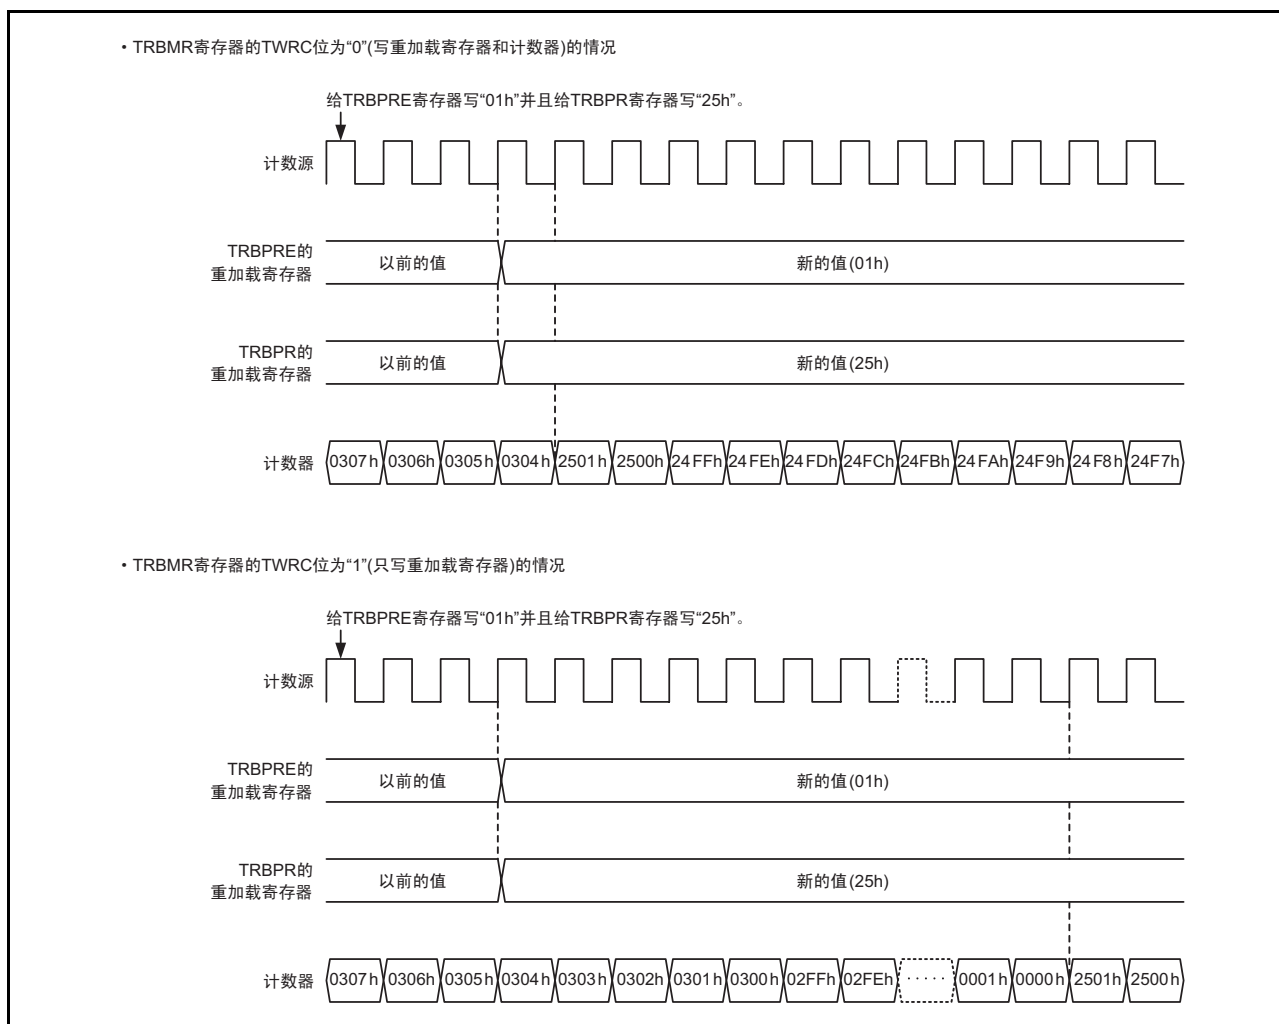 • TRBMR寄存器的TWRC位为“0”(写重加载寄存器和计数器)的情况
给TRBPRE寄存器写“01h”并且给TRBPR寄存器写“25h”。
计数源
TRBPRE的
重加载寄存器
以前的值 新的值(01h)
TRBPR的
重加载寄存器
以前的值 新的值(25h)
计数器 0307h 0306h 0305h 0304h 2501h 2500h 24FFh 24FEh 24FDh 24FCh 24FBh 24FAh 24F9h 24F8h 24F7h
• TRBMR寄存器的TWRC位为“1”(只写重加载寄存器)的情况
给TRBPRE寄存器写“01h”并且给TRBPR寄存器写“25h”。
计数源
TRBPRE的
重加载寄存器
以前的值 新的值(01h)
TRBPR的
重加载寄存器
以前的值 新的值(25h)
计数器 0307h 0306h 0305h 0304h 0303h 0302h 0301h 0300h 02FFh 02FEh ····· 0001h 0000h 2501h 2500h